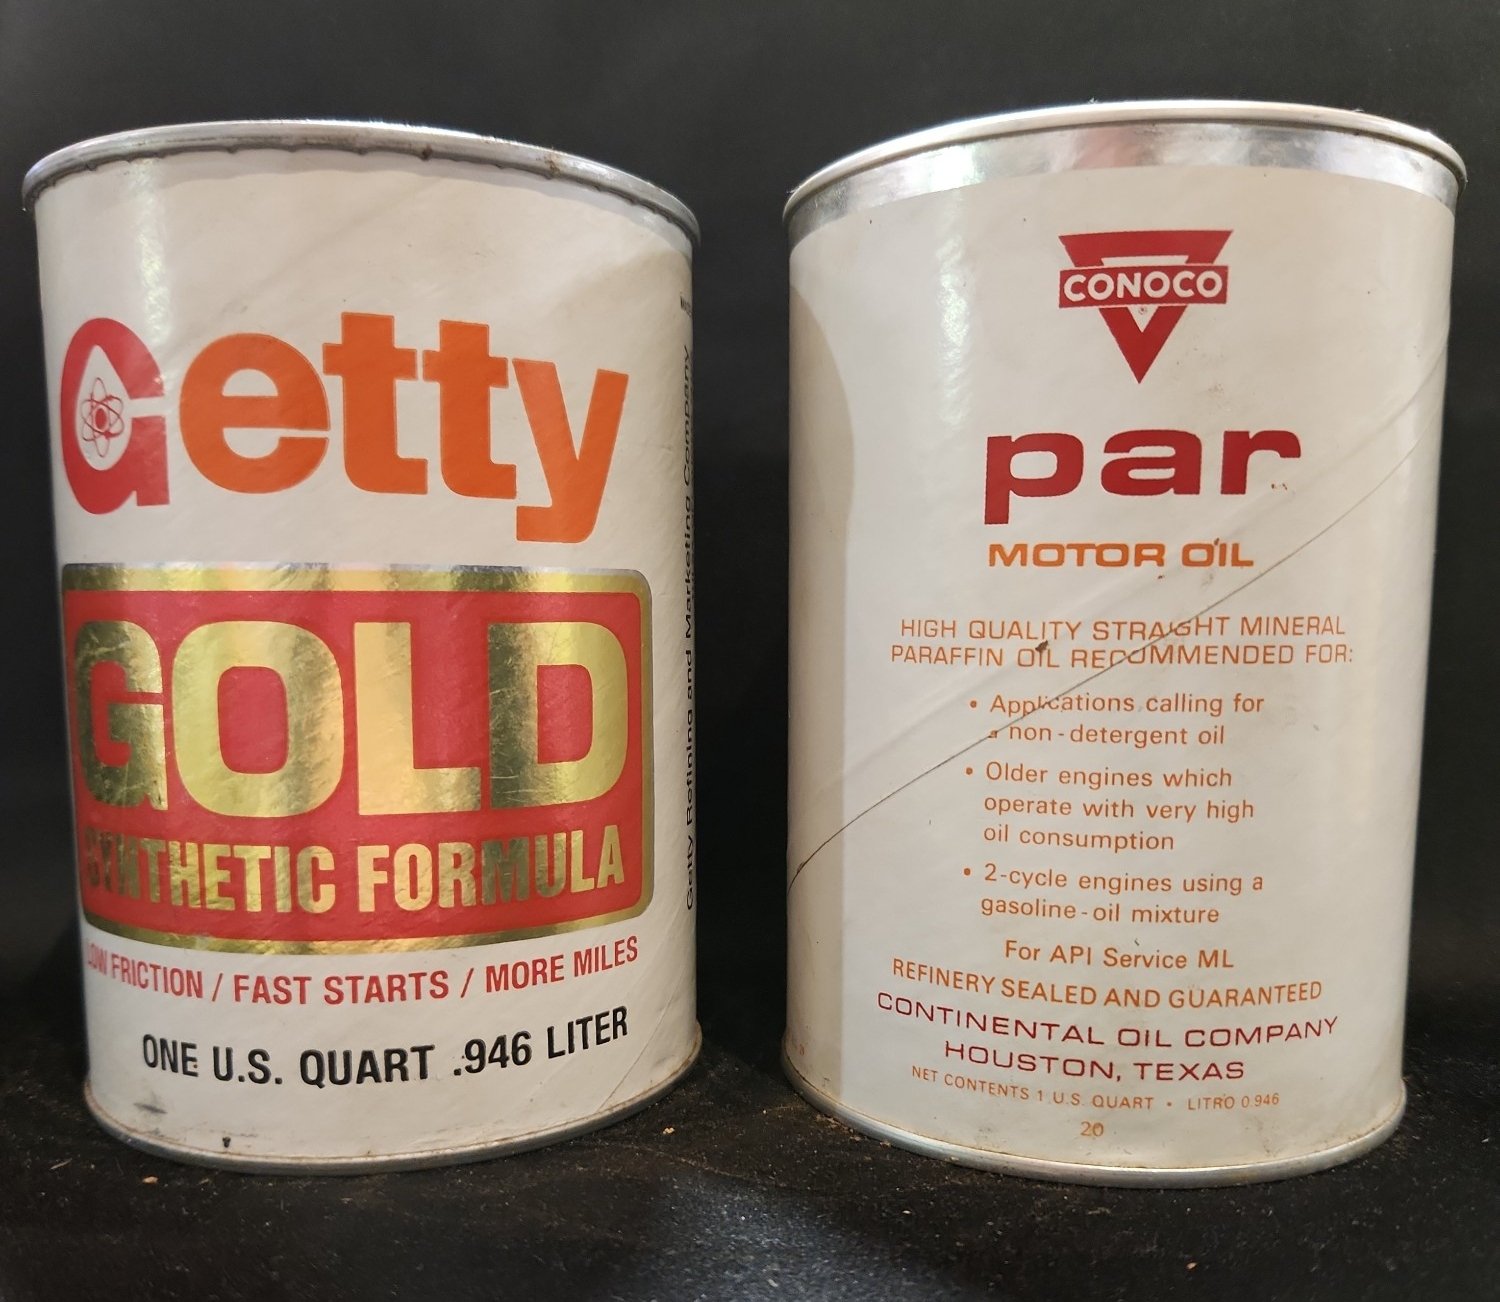 Getty
GOLD
SYNTHETIC FORMULA
LOW FRICTION / FAST STARTS / MORE MILES
ONE U.S. QUART .946 LITER
Getty Refining and Marketing Company
CONOCO
®
par
MOTOR OIL
HIGH QUALITY STRAIGHT MINERAL
PARAFFIN OIL RECOMMENDED FOR:
• Applications calling for
a non-detergent oil
• Older engines which
operate with very high
oil consumption
• 2-cycle engines using a
gasoline-oil mixture
For API Service ML
REFINERY SEALED AND GUARANTEED
CONTINENTAL OIL COMPANY
HOUSTON, TEXAS
NET CONTENTS 1 U.S. QUART • LITRO 0.946
20